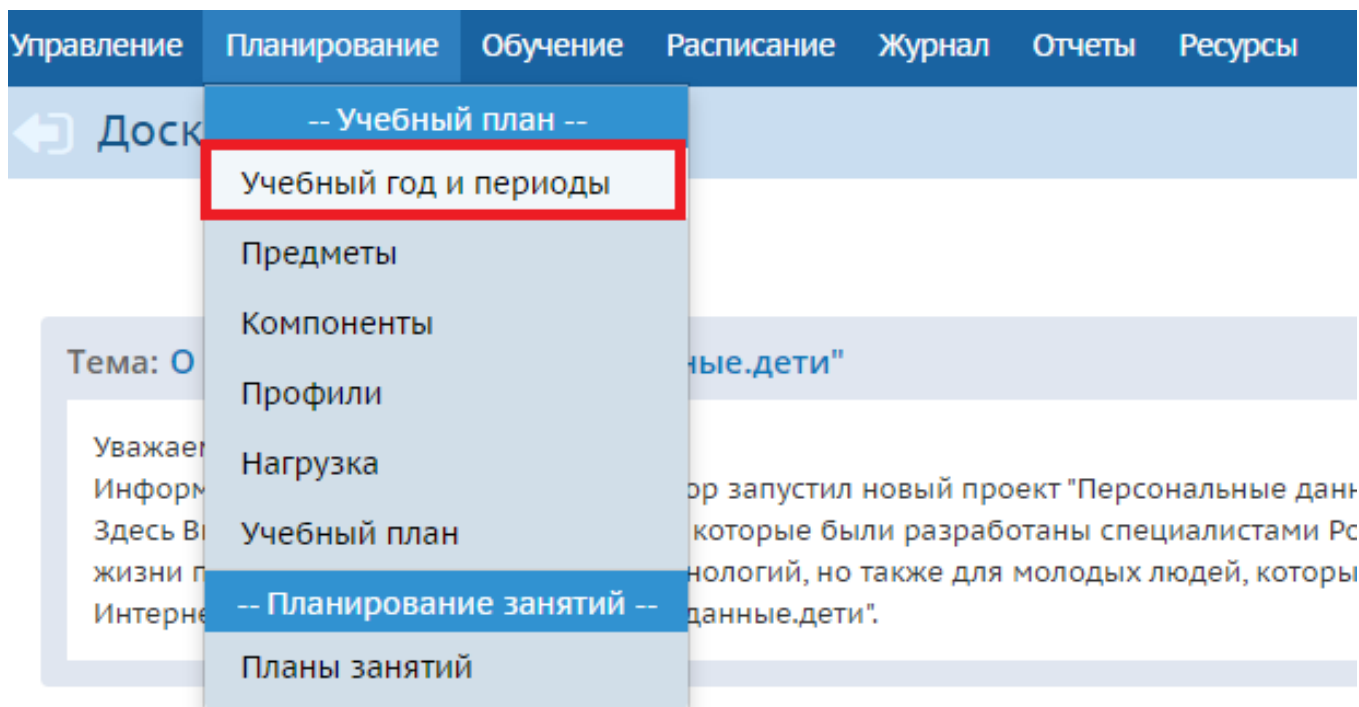 Управление Планирование Обучение Расписание Журнал Отчеты Ресурсы
-- Учебный план --
Учебный год и периоды
Предметы
Компоненты
Профили
Нагрузка
Учебный план
-- Планирование занятий --
Планы занятий
Доск
Тема: О ные.дети"
Уважае
Информ ор запустил новый проект "Персональные данн
Здесь В которые были разработаны специалистами Ро
жизни п нологий, но также для молодых людей, которы
Интерне данные.дети".